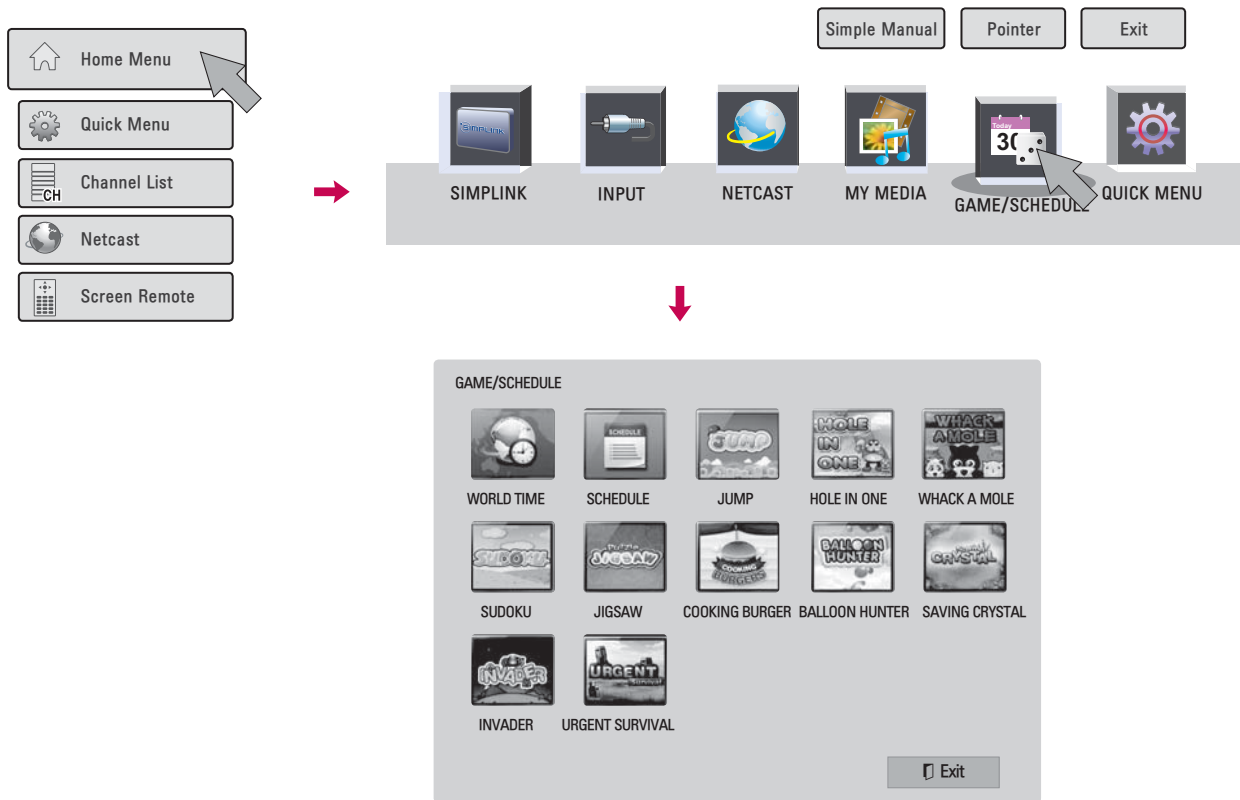 Simple Manual
Pointer
Exit
Home Menu
Quick Menu
CH
Channel List
Netcast
Screen Remote
SIMPLINK
Today
30
SIMPLINK
INPUT
NETCAST
MY MEDIA
GAME/SCHEDULE
QUICK MENU
GAME/SCHEDULE
SCHEDULE
JUMP
HOLE
IN
ONE
WHACK
A MOLE
WORLD TIME
SCHEDULE
JUMP
HOLE IN ONE
WHACK A MOLE
SUDOKU
Puzzle
JIGSAW
COOKING
BURGERS
BALLOON
HUNTER
CRYSTAL
SUDOKU
JIGSAW
COOKING BURGER
BALLOON HUNTER
SAVING CRYSTAL
INVADER
URGENT
Survival
INVADER
URGENT SURVIVAL
Exit